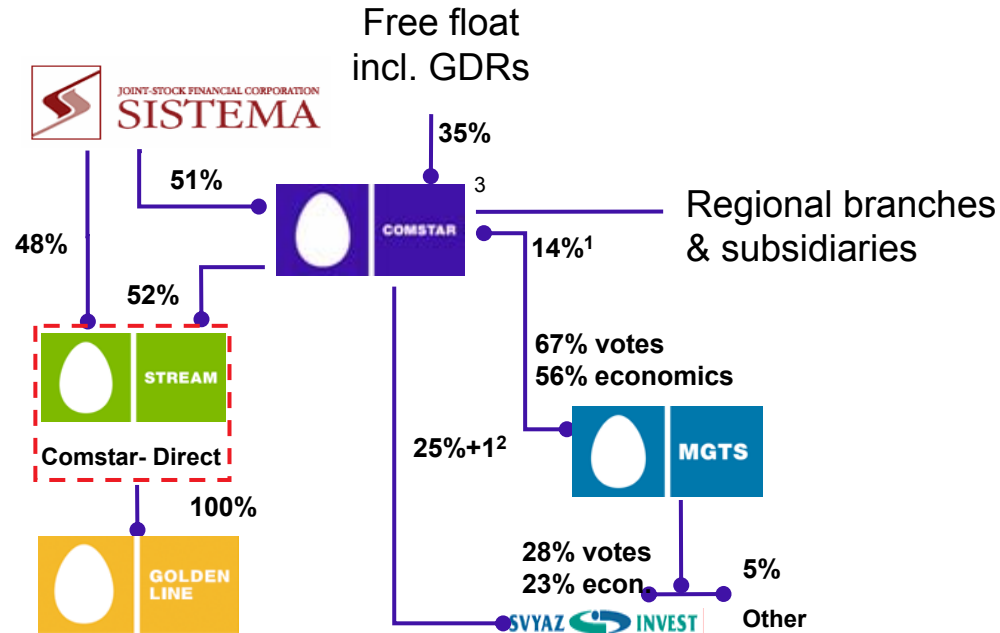 Free float
incl. GDRs
JOINT-STOCK FINANCIAL CORPORATION
SISTEMA
35%
51%
3
COMSTAR
Regional branches
& subsidiaries
48%
14%1
52%
67% votes
56% economics
STREAM
Comstar- Direct
25%+12
MGTS
100%
28% votes
23% econ.
5%
GOLDEN
LINE
SVYAZ INVEST
Other